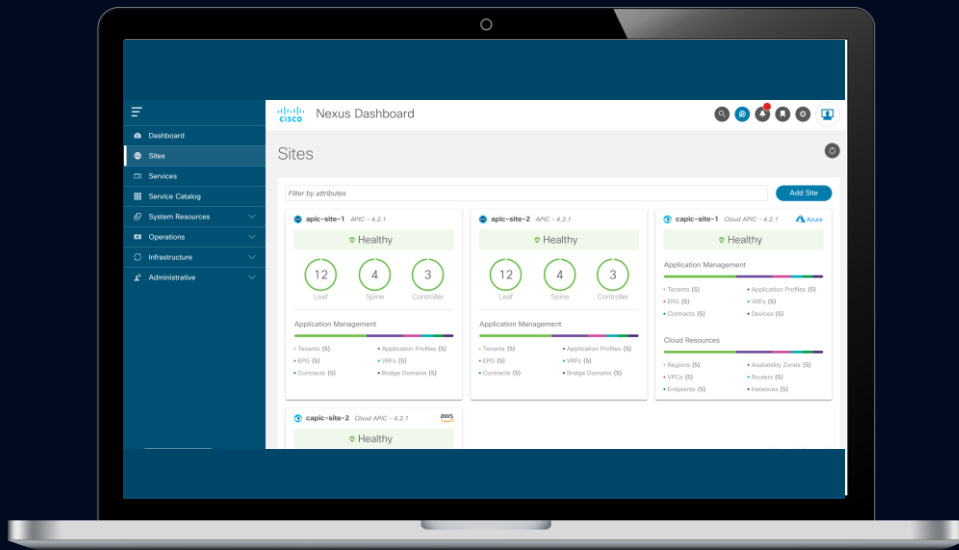 CISCO
Nexus Dashboard
Dashboard
Sites
Services
Service Catalog
System Resources
Operations
Infrastructure
Administrative
Sites
Filter by attributes
Add Site
apic-site-1 APIC - 4.2.1
Healthy
12 4 3
Leaf Spine Controller
Application Management
Tenants (5) Application Profiles (5)
EPG (5) VRFs (5)
Contracts (5) Bridge Domains (5)
apic-site-2 APIC - 4.2.1
Healthy
12 4 3
Leaf Spine Controller
Application Management
Tenants (5) Application Profiles (5)
EPG (5) VRFs (5)
Contracts (5) Bridge Domains (5)
capic-site-1 Cloud APIC - 4.2.1 Azure
Healthy
Application Management
Tenants (5) Application Profiles (5)
EPG (5) VRFs (5)
Contracts (5) Devices (5)
Cloud Resources
Regions (5) Availability Zones (5)
VPCs (5) Routers (5)
Endpoints (5) Instances (5)
capic-site-2 Cloud APIC - 4.2.1 aws
Healthy